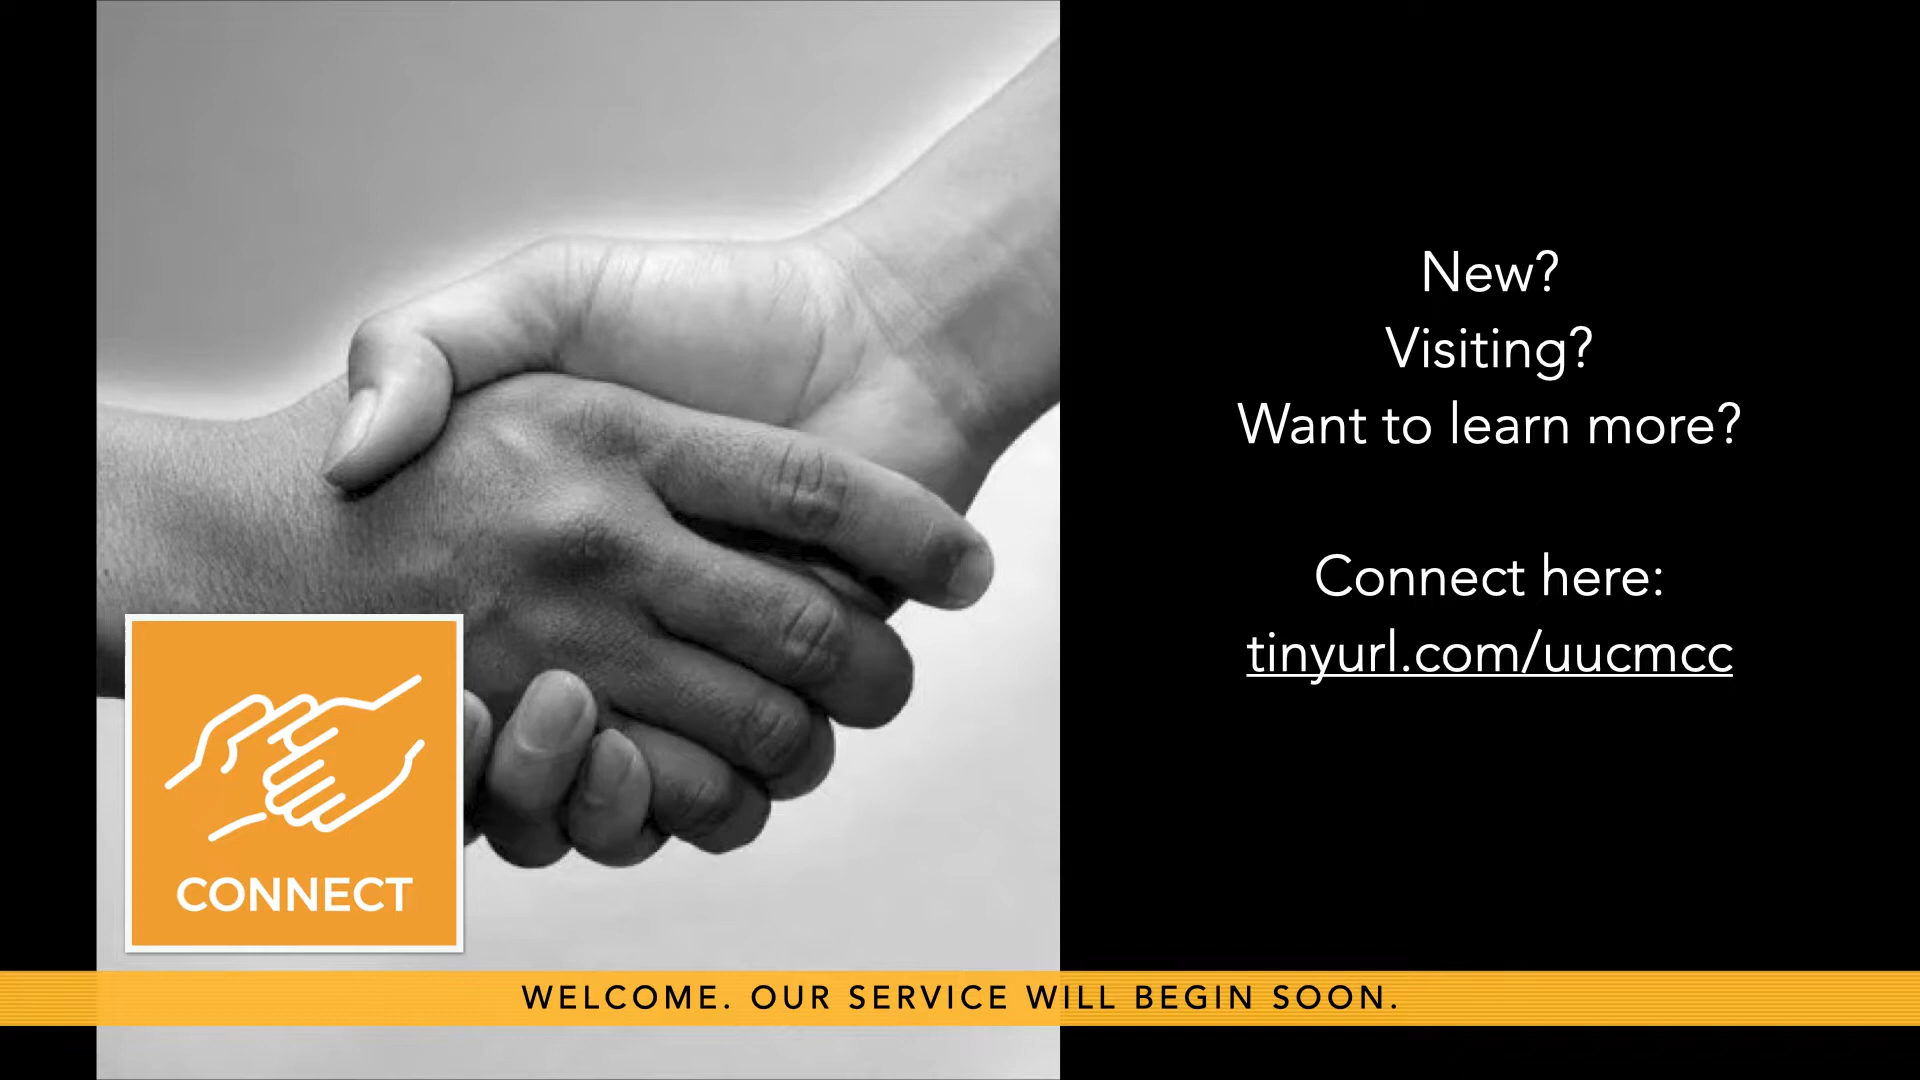 New?
Visiting?
Want to learn more?
Connect here:
tinyurl.com/uucmcc
CONNECT
WELCOME. OUR SERVICE WILL BEGIN SOON.